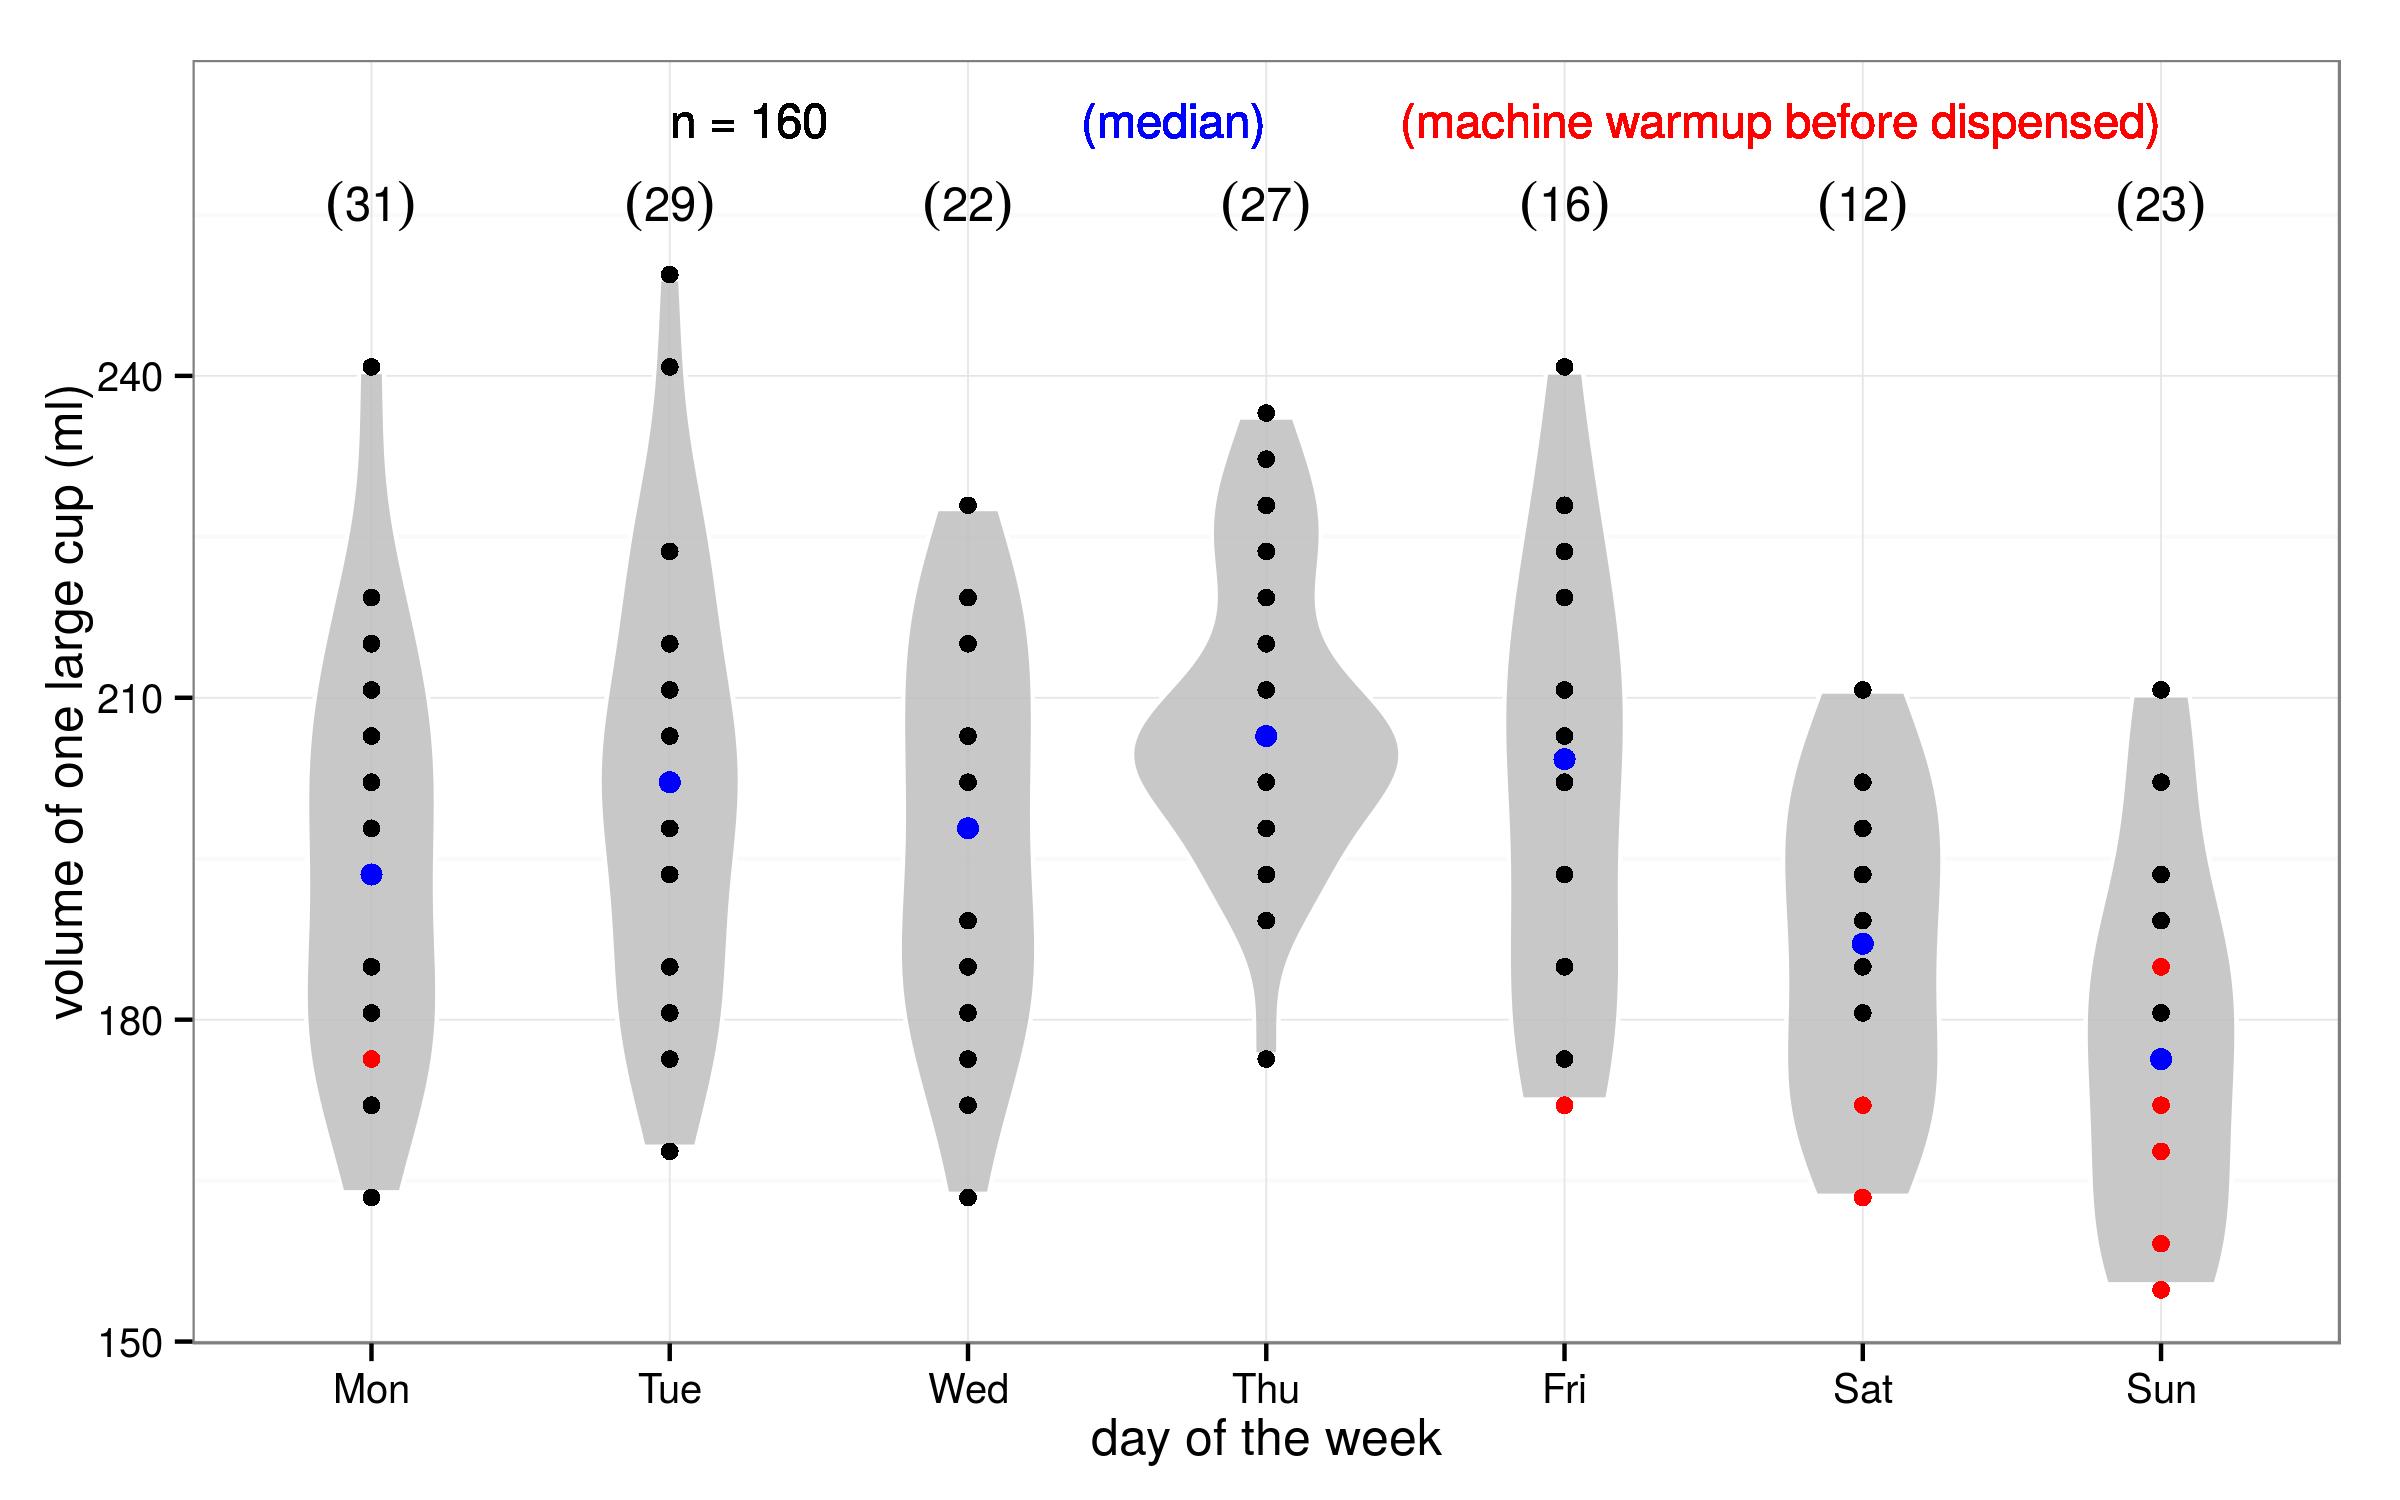 n = 160 (median) (machine warmup before dispensed)
(31) (29) (22) (27) (16) (12) (23)
volume of one large cup (ml)
240
210
180
150
Mon Tue Wed Thu Fri Sat Sun
day of the week